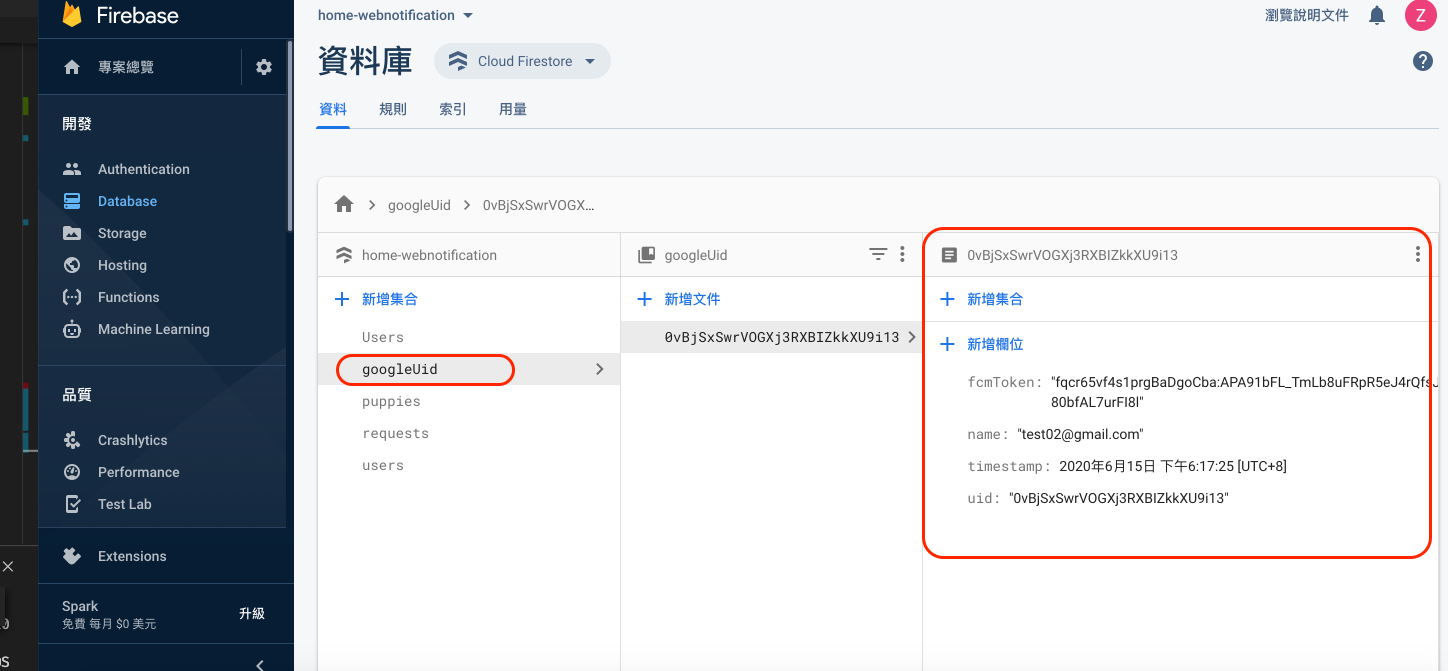 Firebase
專案總覽
開發
Authentication
Database
Storage
Hosting
Functions
Machine Learning
品質
Crashlytics
Performance
Test Lab
Extensions
Spark
免費 每月 $0 美元
升級
home-webnotification
瀏覽說明文件
Z
資料庫
Cloud Firestore
?
資料
規則
索引
用量
googleUid
0vBjSxSwrVOGX…
home-webnotification
新增集合
Users
googleUid
puppies
requests
users
googleUid
新增文件
0vBjSxSwrVOGXj3RXBIZkkXU9i13
0vBjSxSwrVOGXj3RXBIZkkXU9i13
新增集合
新增欄位
fcmToken: "fqcr65vf4s1prgBaDgoCba:APA91bFL_TmLb8uFRpR5eJ4rQfsJ
80bfAL7urFI8l"
name: "test02@gmail.com"
timestamp: 2020年6月15日 下午6:17:25 [UTC+8]
uid: "0vBjSxSwrVOGXj3RXBIZkkXU9i13"